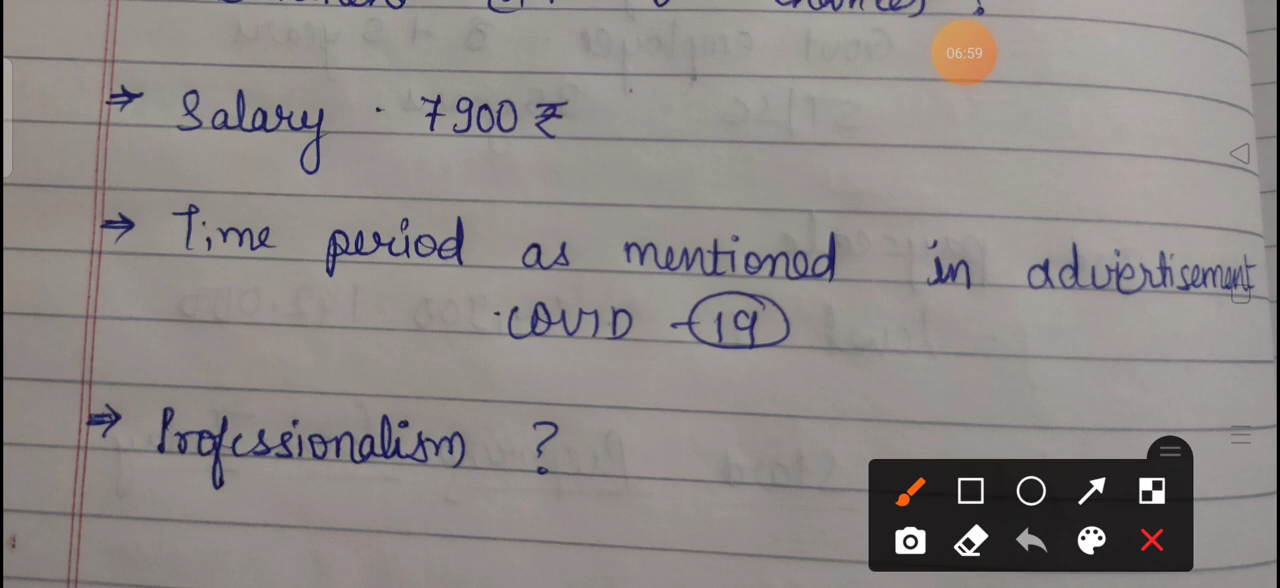 06:59
⇒ Salary · 7900 ₹
⇒ Time period as mentioned in advertisement
·COVID -19
⇒ Professionalism ?